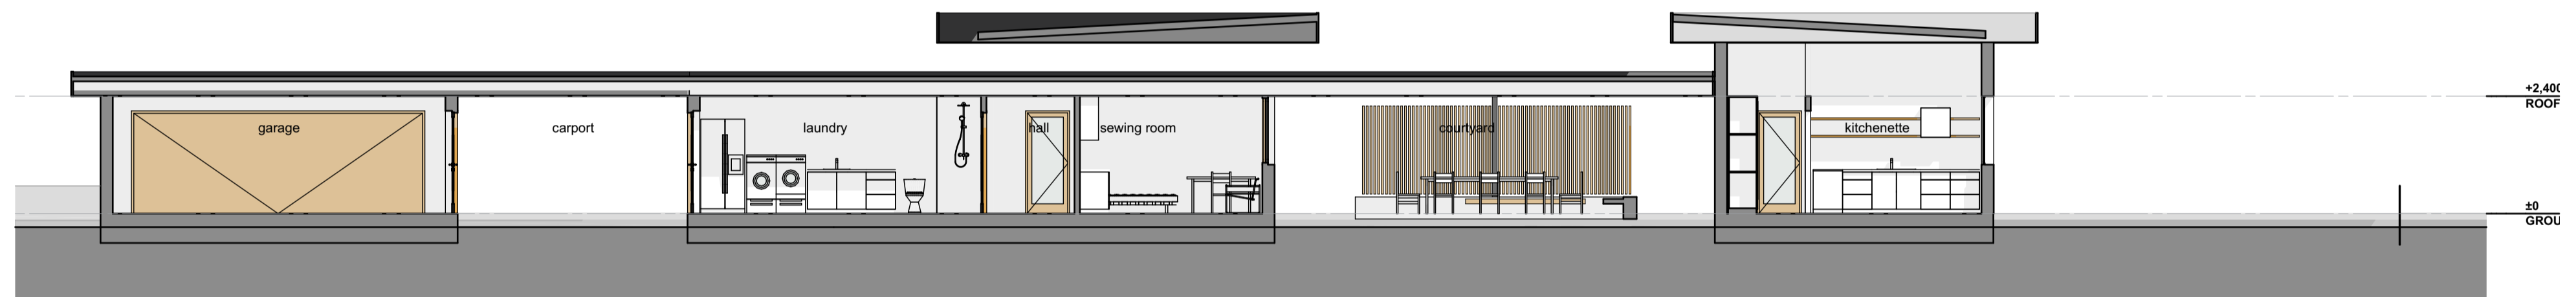 garage
carport
laundry
hall
sewing room
courtyard
kitchenette
+2,400
ROOF
±0
GROU